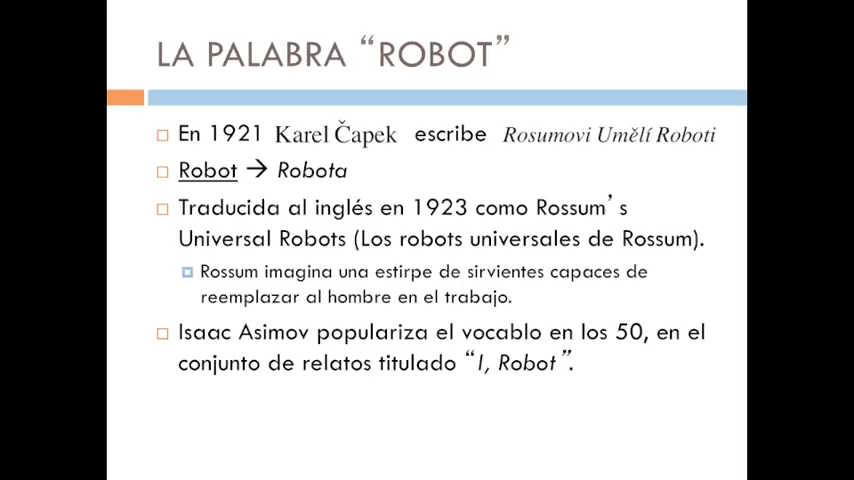 LA PALABRA “ROBOT”
En 1921 Karel Čapek escribe Rosumovi Umělí Roboti
Robot → Robota
Traducida al inglés en 1923 como Rossum’s
Universal Robots (Los robots universales de Rossum).
Rossum imagina una estirpe de sirvientes capaces de
reemplazar al hombre en el trabajo.
Isaac Asimov populariza el vocablo en los 50, en el
conjunto de relatos titulado “I, Robot”.